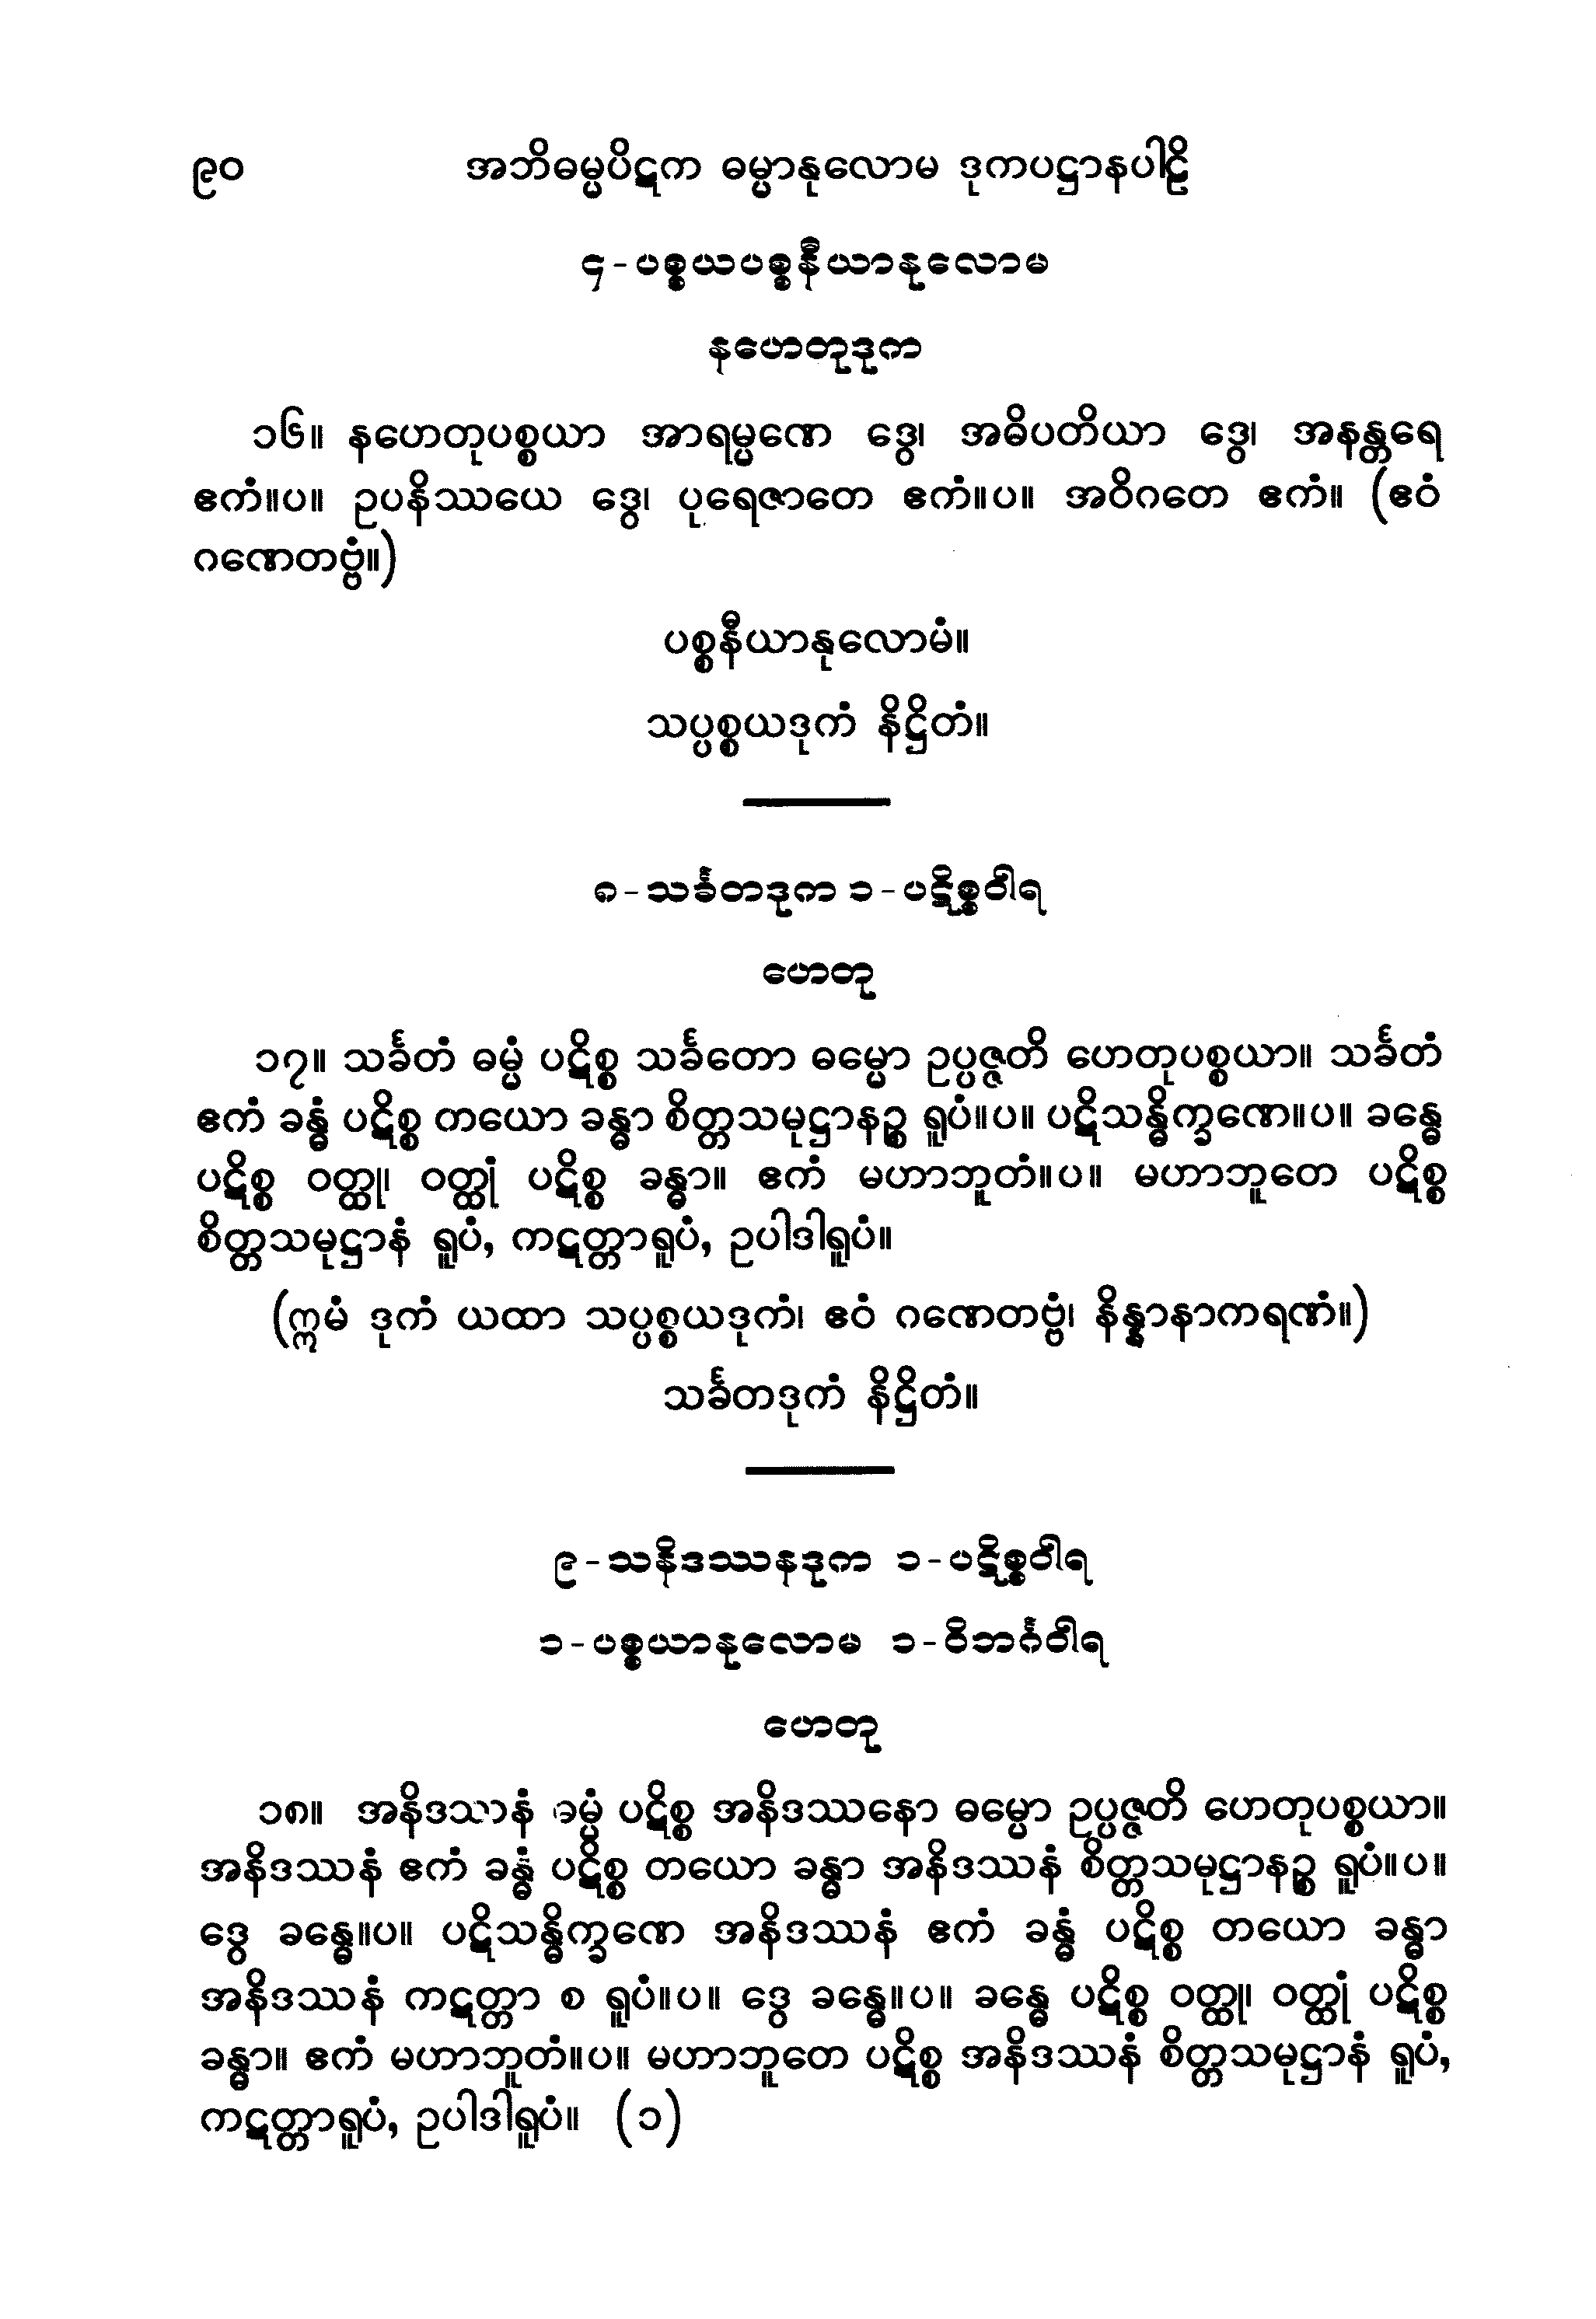 ၉၀ အဘိဓမ္မပိဋက ဓမ္မာနုလောမ ဒုကပဋ္ဌာနပါဠိ
၄-ပစ္စယပစ္စနီယာနုလောမ
နဟေတုဒုက
၁၆။ နဟေတုပစ္စယာ အာရမ္မဏေ ဒွေ၊ အဓိပတိယာ ဒွေ၊ အနန္တရေ
ဧကံ။ပ။ ဥပနိဿယေ ဒွေ၊ ပုရေဇာတေ ဧကံ။ပ။ အဝိဂတေ ဧကံ။ (ဧဝံ
ဂဏေတဗ္ဗံ။)
ပစ္စနီယာနုလောမံ။
သပ္ပစ္စယဒုကံ နိဋ္ဌိတံ။
၈-သင်္ခတဒုက ၁-ပဋိစ္စဝါရ
ဟေတု
၁၇။ သင်္ခတံ ဓမ္မံ ပဋိစ္စ သင်္ခတော ဓမ္မော ဥပ္ပဇ္ဇတိ ဟေတုပစ္စယာ။ သင်္ခတံ
ဧကံ ခန္ဓံ ပဋိစ္စ တယော ခန္ဓာ စိတ္တသမုဋ္ဌာနဉ္စ ရူပံ။ပ။ ပဋိသန္ဓိက္ခဏေ။ပ။ ခန္ဓေ
ပဋိစ္စ ဝတ္ထု၊ ဝတ္ထုံ ပဋိစ္စ ခန္ဓာ။ ဧကံ မဟာဘူတံ။ပ။ မဟာဘူတေ ပဋိစ္စ
စိတ္တသမုဋ္ဌာနံ ရူပံ, ကဋတ္တာရူပံ, ဥပါဒါရူပံ။
(ဣမံ ဒုကံ ယထာ သပ္ပစ္စယဒုကံ၊ ဧဝံ ဂဏေတဗ္ဗံ၊ နိန္နာနာကရဏံ။)
သင်္ခတဒုကံ နိဋ္ဌိတံ။
၉-သနိဒဿနဒုက ၁-ပဋိစ္စဝါရ
၁-ပစ္စယာနုလောမ ၁-ဝိဘင်္ဂဝါရ
ဟေတု
၁၈။ အနိဒဿနံ ဓမ္မံ ပဋိစ္စ အနိဒဿနော ဓမ္မော ဥပ္ပဇ္ဇတိ ဟေတုပစ္စယာ။
အနိဒဿနံ ဧကံ ခန္ဓံ ပဋိစ္စ တယော ခန္ဓာ အနိဒဿနံ စိတ္တသမုဋ္ဌာနဉ္စ ရူပံ။ပ။
ဒွေ ခန္ဓေ။ပ။ ပဋိသန္ဓိက္ခဏေ အနိဒဿနံ ဧကံ ခန္ဓံ ပဋိစ္စ တယော ခန္ဓာ
အနိဒဿနံ ကဋတ္တာ စ ရူပံ။ပ။ ဒွေ ခန္ဓေ။ပ။ ခန္ဓေ ပဋိစ္စ ဝတ္ထု၊ ဝတ္ထုံ ပဋိစ္စ
ခန္ဓာ။ ဧကံ မဟာဘူတံ။ပ။ မဟာဘူတေ ပဋိစ္စ အနိဒဿနံ စိတ္တသမုဋ္ဌာနံ ရူပံ,
ကဋတ္တာရူပံ, ဥပါဒါရူပံ။ (၁)